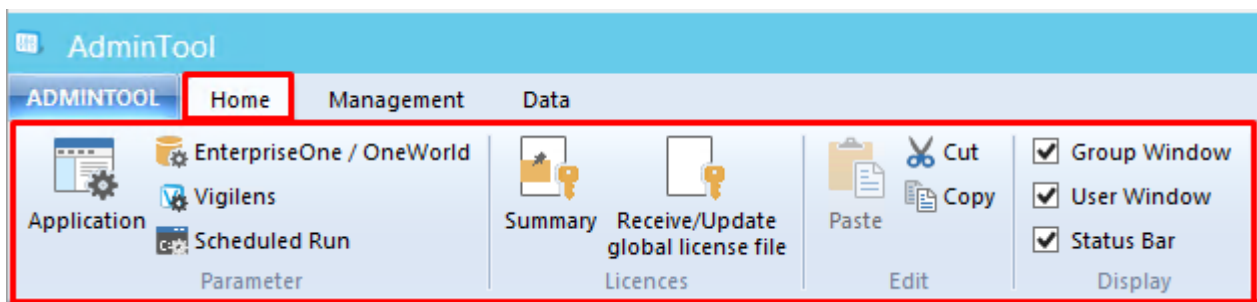 AdminTool
ADMINTOOL Home Management Data
Application
EnterpriseOne / OneWorld
Vigilens
Scheduled Run
Parameter
Summary
Receive/Update
global license file
Licences
Paste
Cut
Copy
Edit
Group Window
User Window
Status Bar
Display